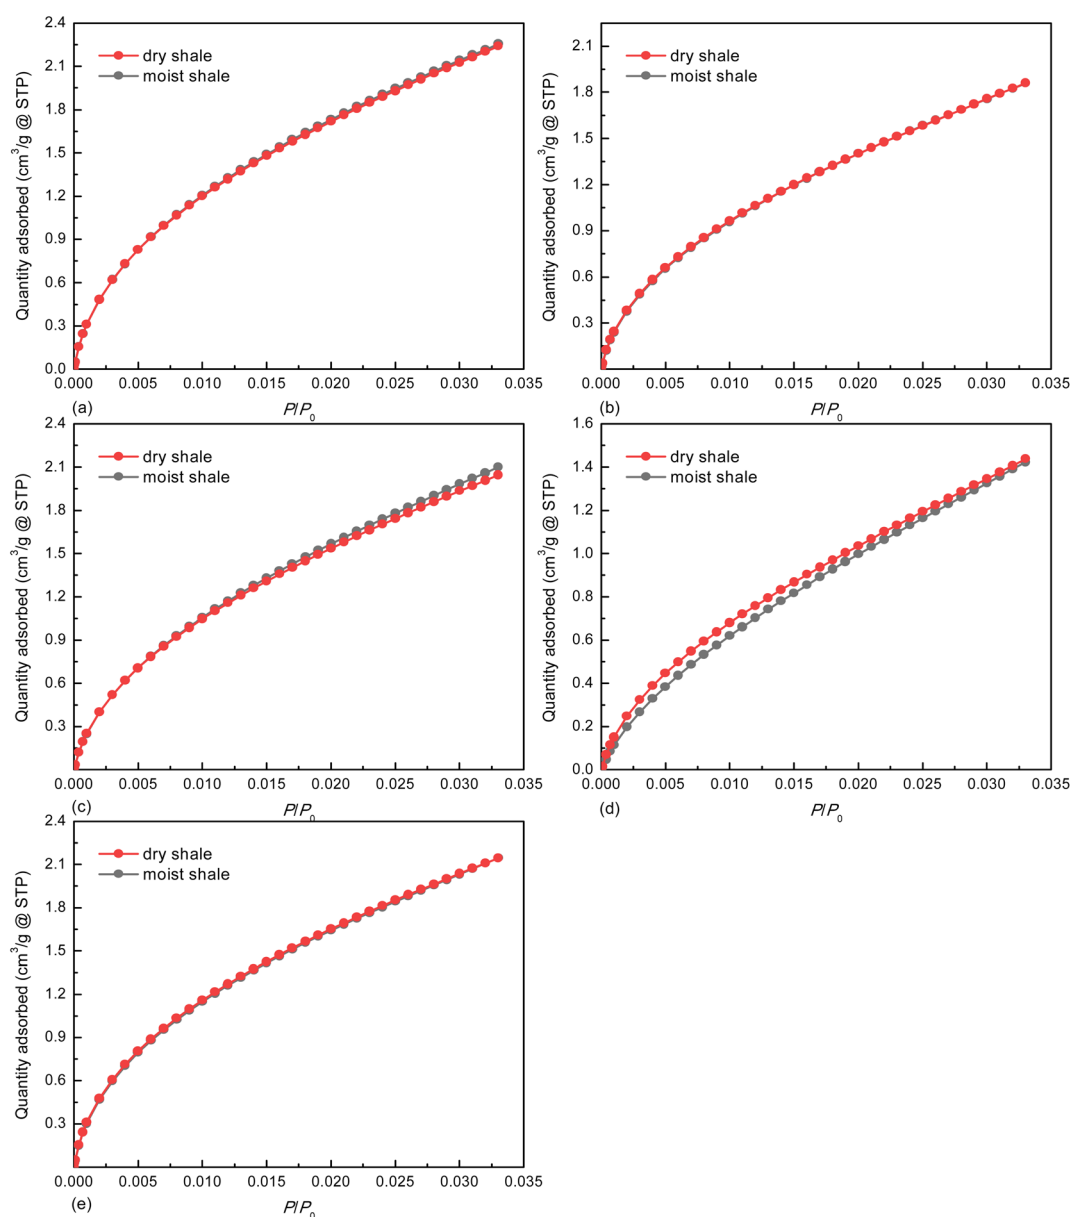 2.4
2.1
1.8
1.5
1.2
0.9
0.6
0.3
0.0
Quantity adsorbed (cm³/g @ STP)
dry shale
moist shale
0.000 0.005 0.010 0.015 0.020 0.025 0.030 0.035
(a)
P/P₀
2.1
1.8
1.5
1.2
0.9
0.6
0.3
Quantity adsorbed (cm³/g @ STP)
dry shale
moist shale
0.000 0.005 0.010 0.015 0.020 0.025 0.030 0.035
(b)
P/P₀
2.4
2.1
1.8
1.5
1.2
0.9
0.6
0.3
Quantity adsorbed (cm³/g @ STP)
dry shale
moist shale
0.000 0.005 0.010 0.015 0.020 0.025 0.030 0.035
(c)
P/P₀
1.6
1.4
1.2
1.0
0.8
0.6
0.4
0.2
0.0
Quantity adsorbed (cm³/g @ STP)
dry shale
moist shale
0.000 0.005 0.010 0.015 0.020 0.025 0.030 0.035
(d)
P/P₀
2.4
2.1
1.8
1.5
1.2
0.9
0.6
0.3
Quantity adsorbed (cm³/g @ STP)
dry shale
moist shale
0.000 0.005 0.010 0.015 0.020 0.025 0.030 0.035
(e)
P/P₀